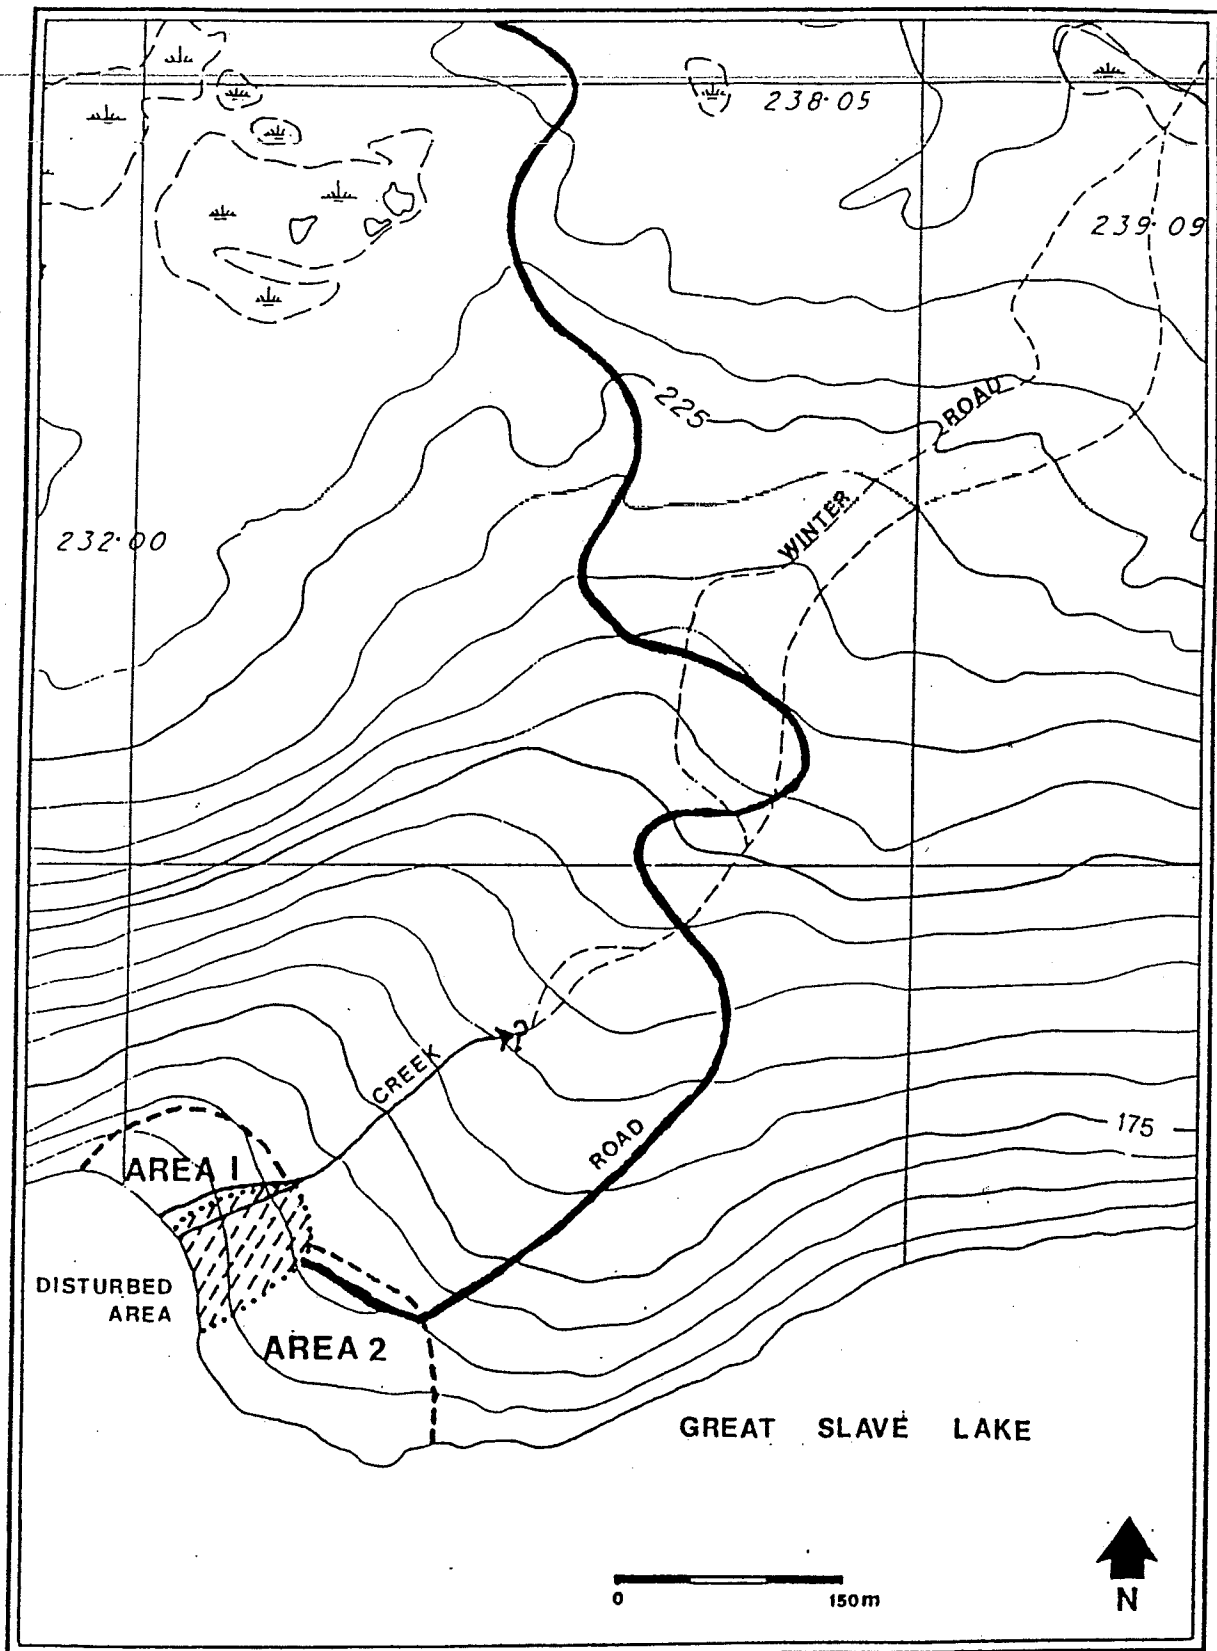 238·05
239·09
225
ROAD
WINTER
232·00
CREEK
175
ROAD
AREA 1
DISTURBED
AREA
AREA 2
GREAT SLAVE LAKE
0 150m
N